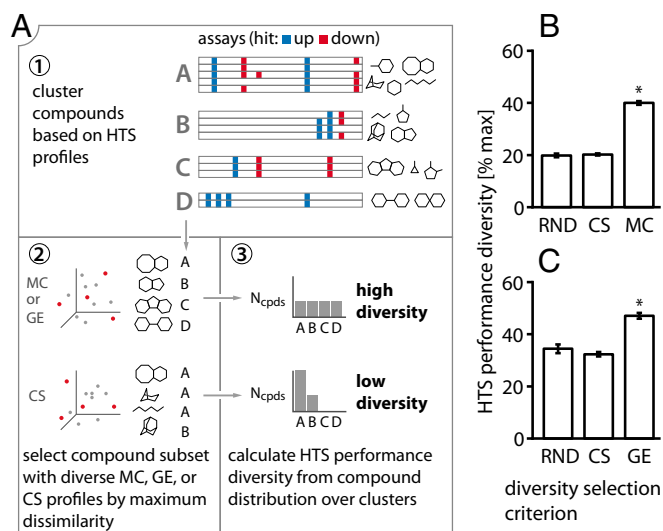 A
assays (hit: up down)
1
cluster
compounds
based on HTS
profiles
A
B
C
D
2
MC
or
GE
A
B
C
D
CS
A
A
A
B
select compound subset
with diverse MC, GE, or
CS profiles by maximum
dissimilarity
3
Ncpds
A B C D
high
diversity
Ncpds
A B C D
low
diversity
calculate HTS performance
diversity from compound
distribution over clusters
B
HTS performance diversity [% max]
60
40
20
0
*
RND CS MC
C
60
40
20
0
*
RND CS GE
diversity selection
criterion